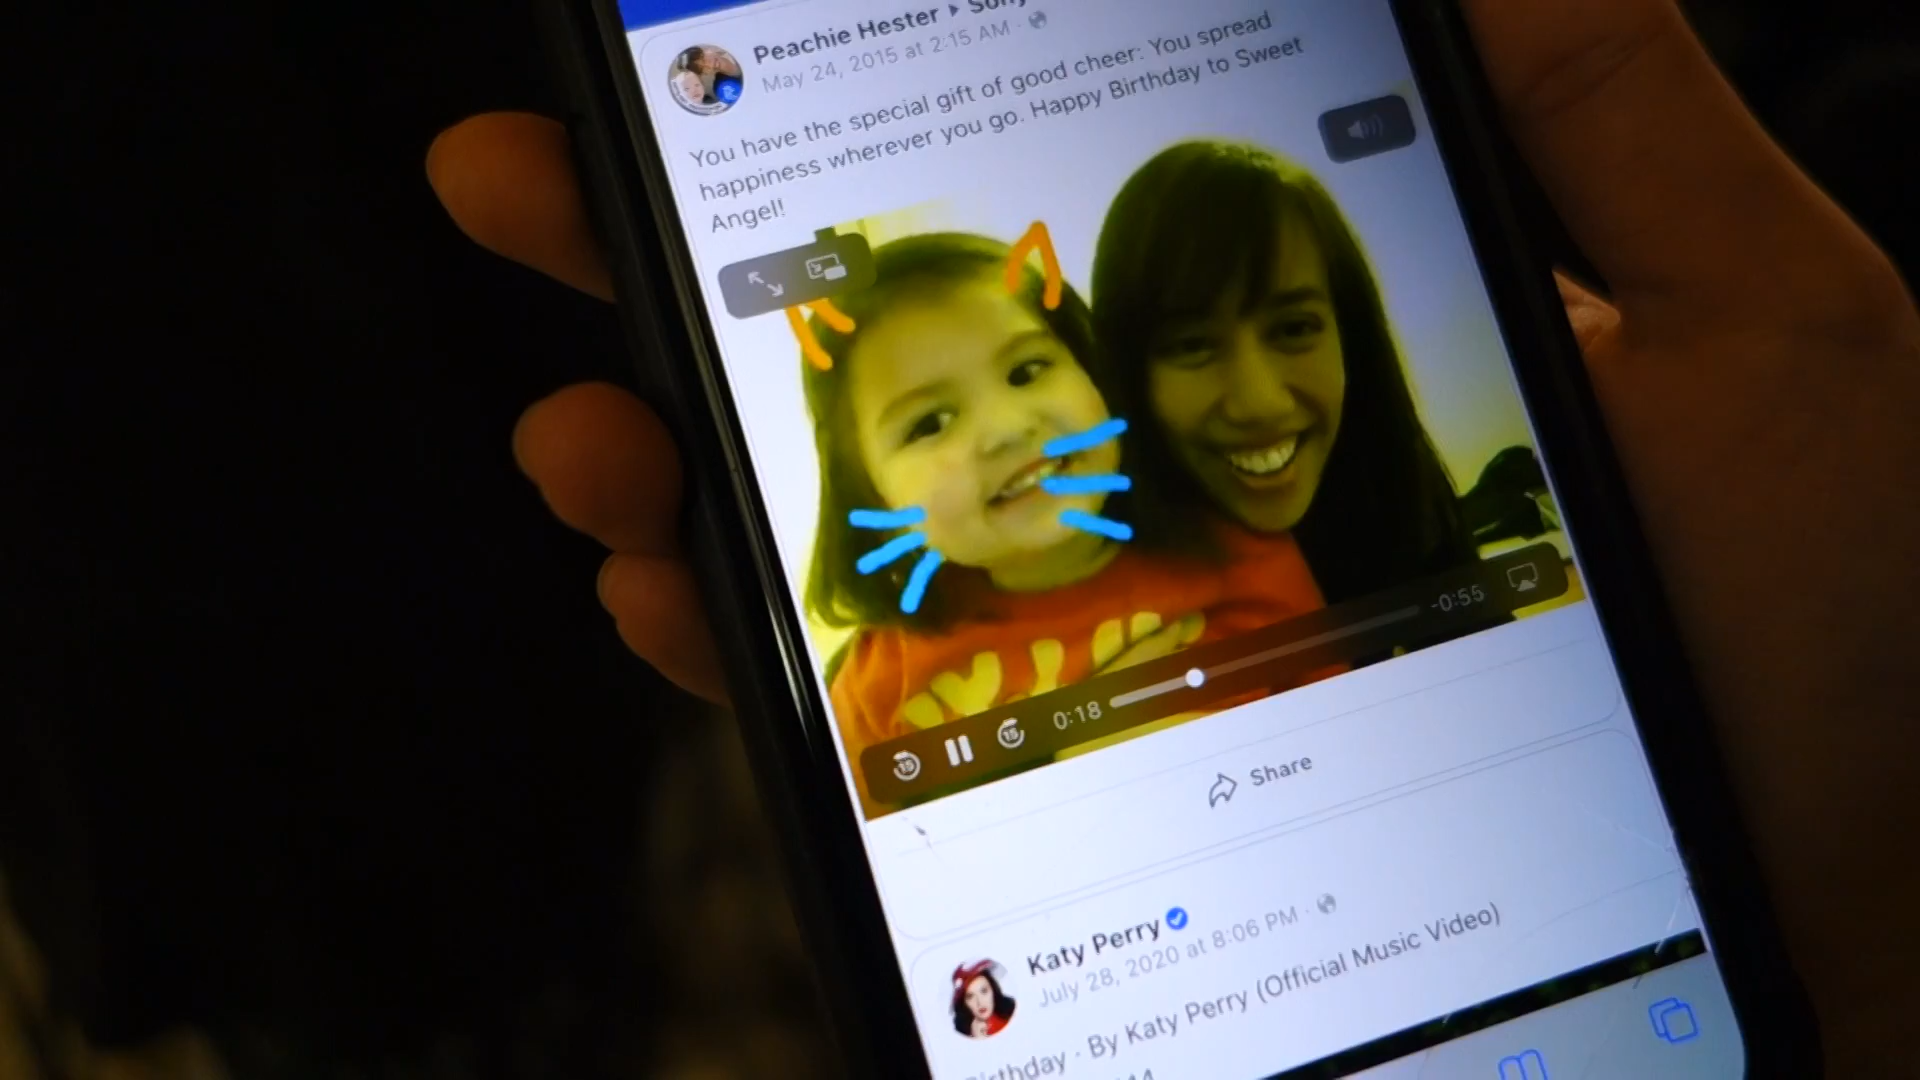 Peachie Hester ▸
May 24, 2015 at 2:15 AM ·
You have the special gift of good cheer: You spread
happiness wherever you go. Happy Birthday to Sweet
Angel!
-0:55
15
15
0:18
Share
Katy Perry
July 28, 2020 at 8:06 PM ·
Birthday · By Katy Perry (Official Music Video)